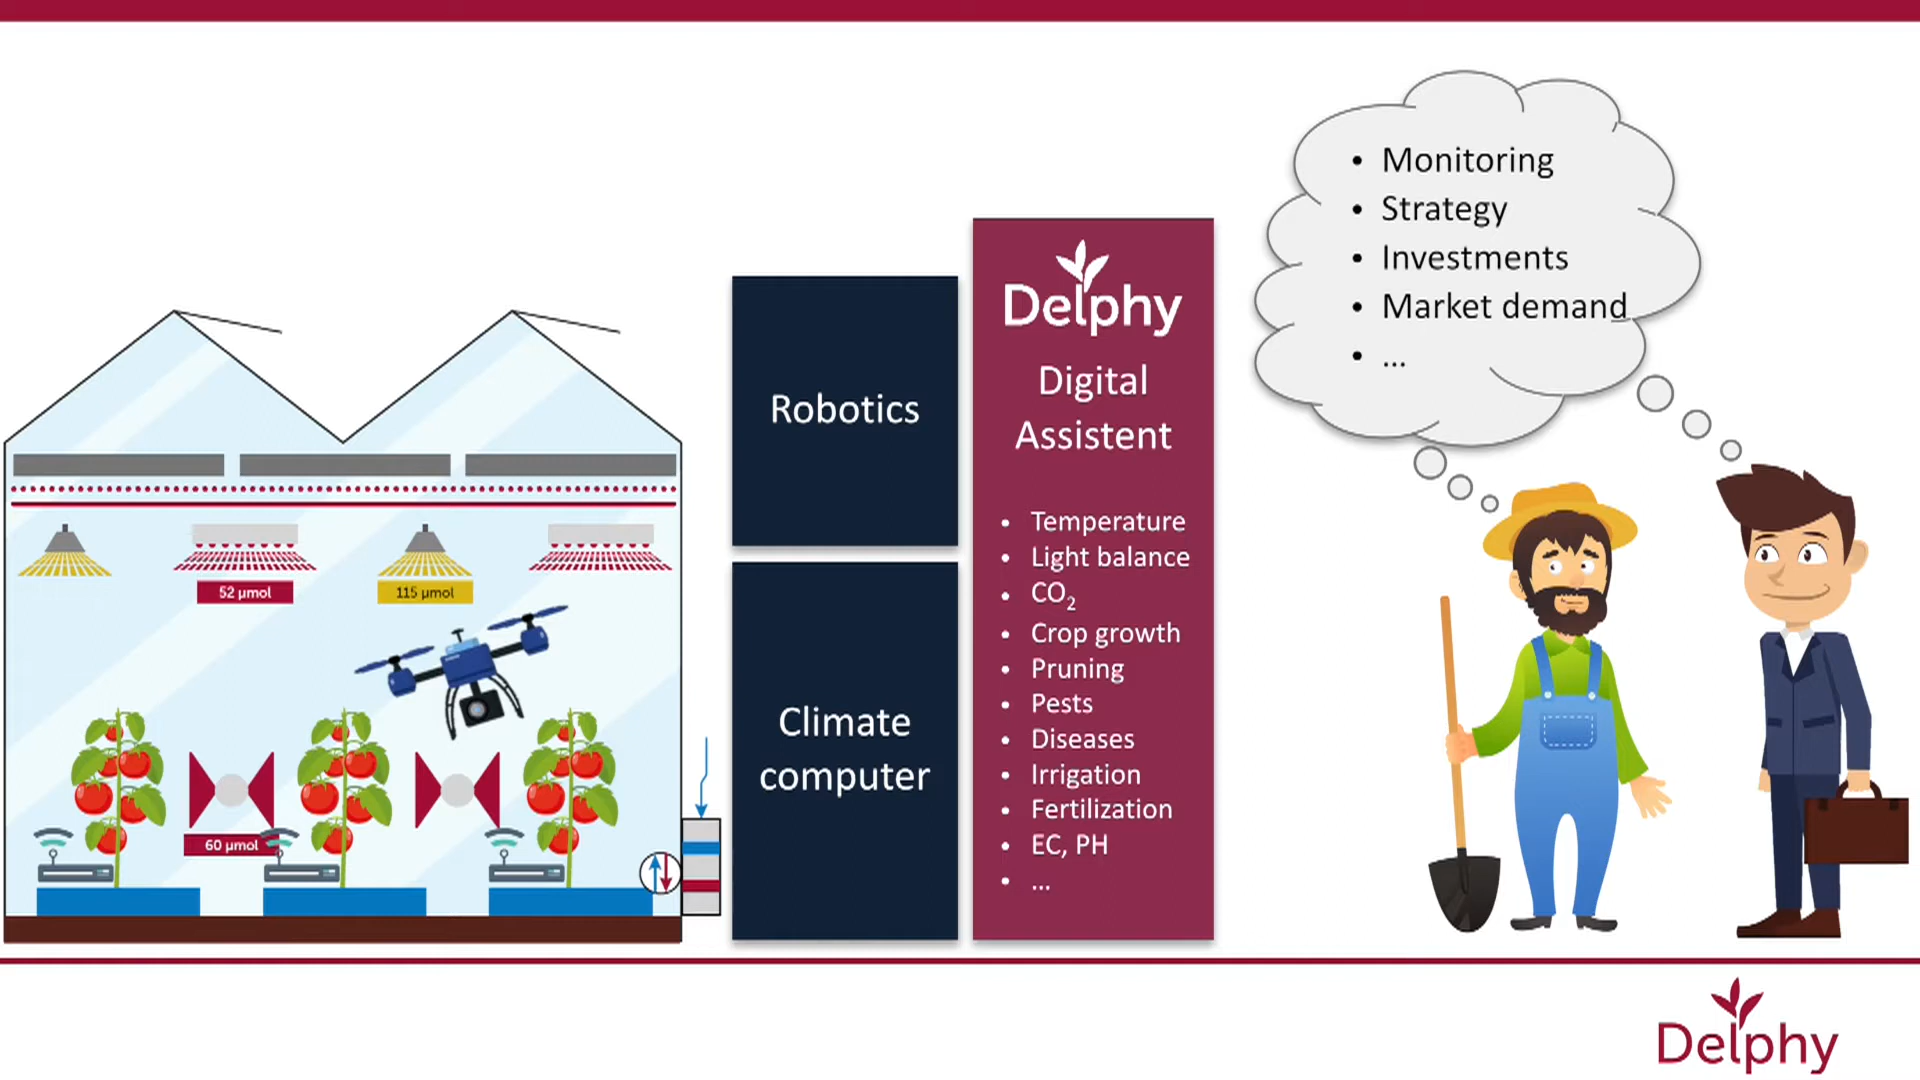 52 µmol
115 µmol
60 µmol
Robotics
Climate
computer
Delphy
Digital
Assistent
• Temperature
• Light balance
• CO₂
• Crop growth
• Pruning
• Pests
• Diseases
• Irrigation
• Fertilization
• EC, PH
• ...
• Monitoring
• Strategy
• Investments
• Market demand
• ...
Delphy